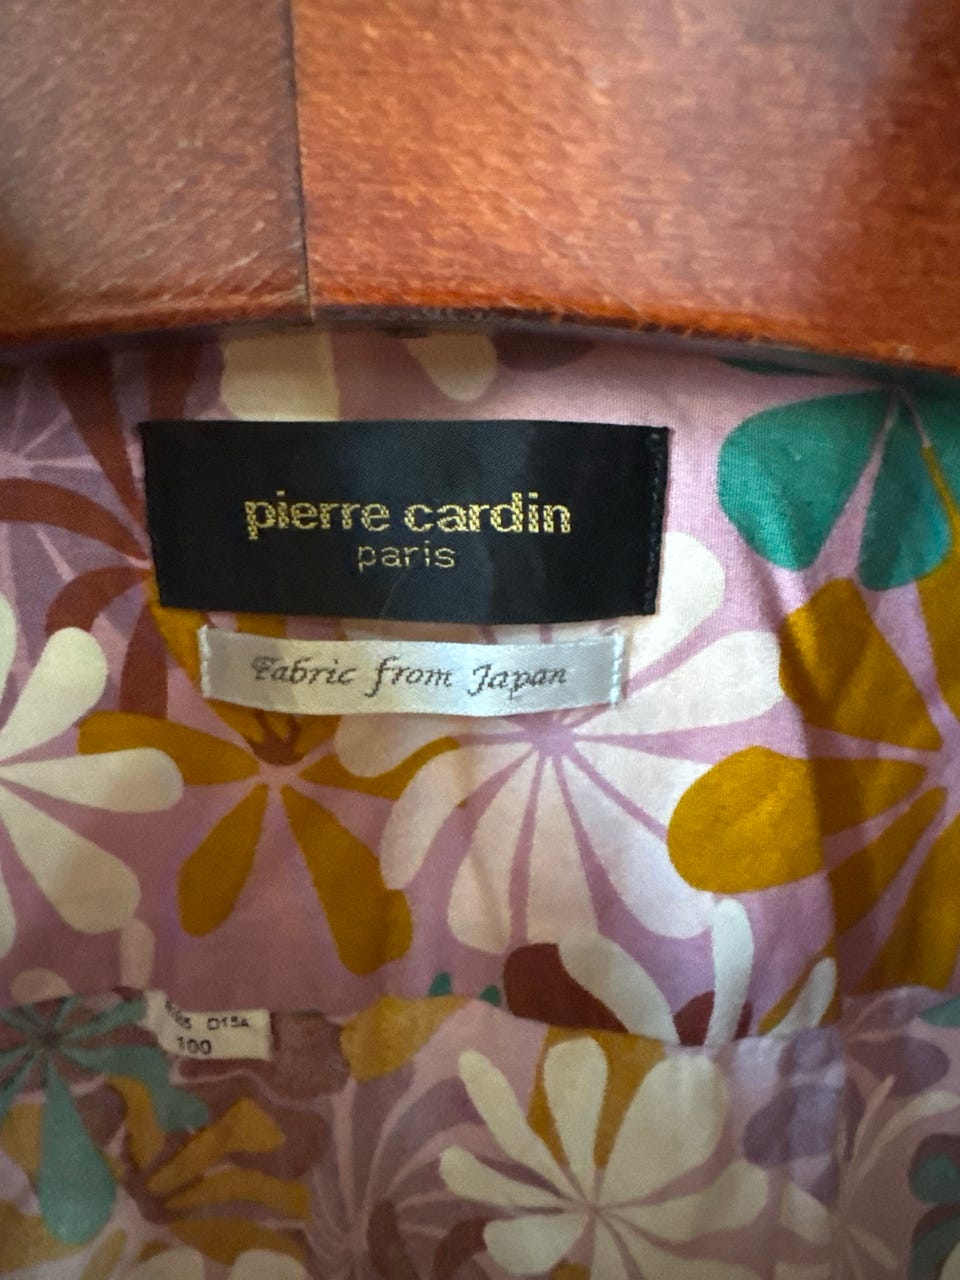 pierre cardin
paris
Fabric from Japan
D15A
100